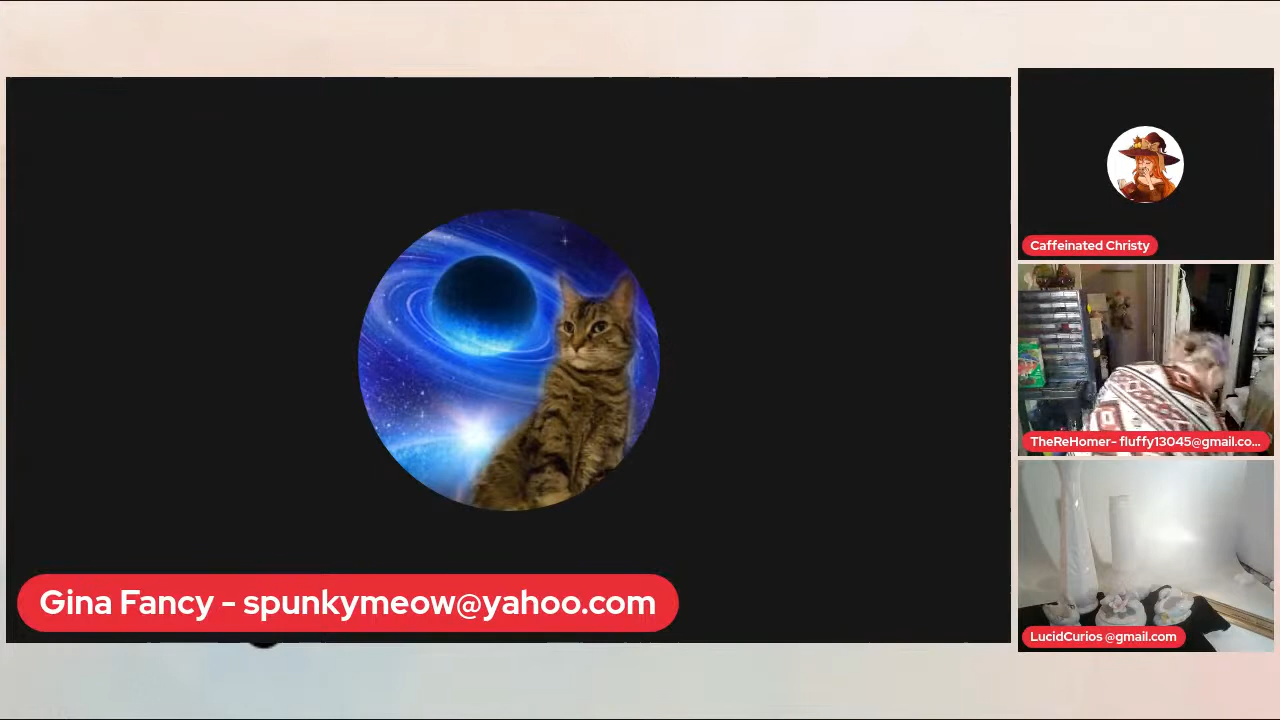 Gina Fancy - spunkymeow@yahoo.com
Caffeinated Christy
TheReHomer- fluffy13045@gmail.co...
LucidCurios @gmail.com